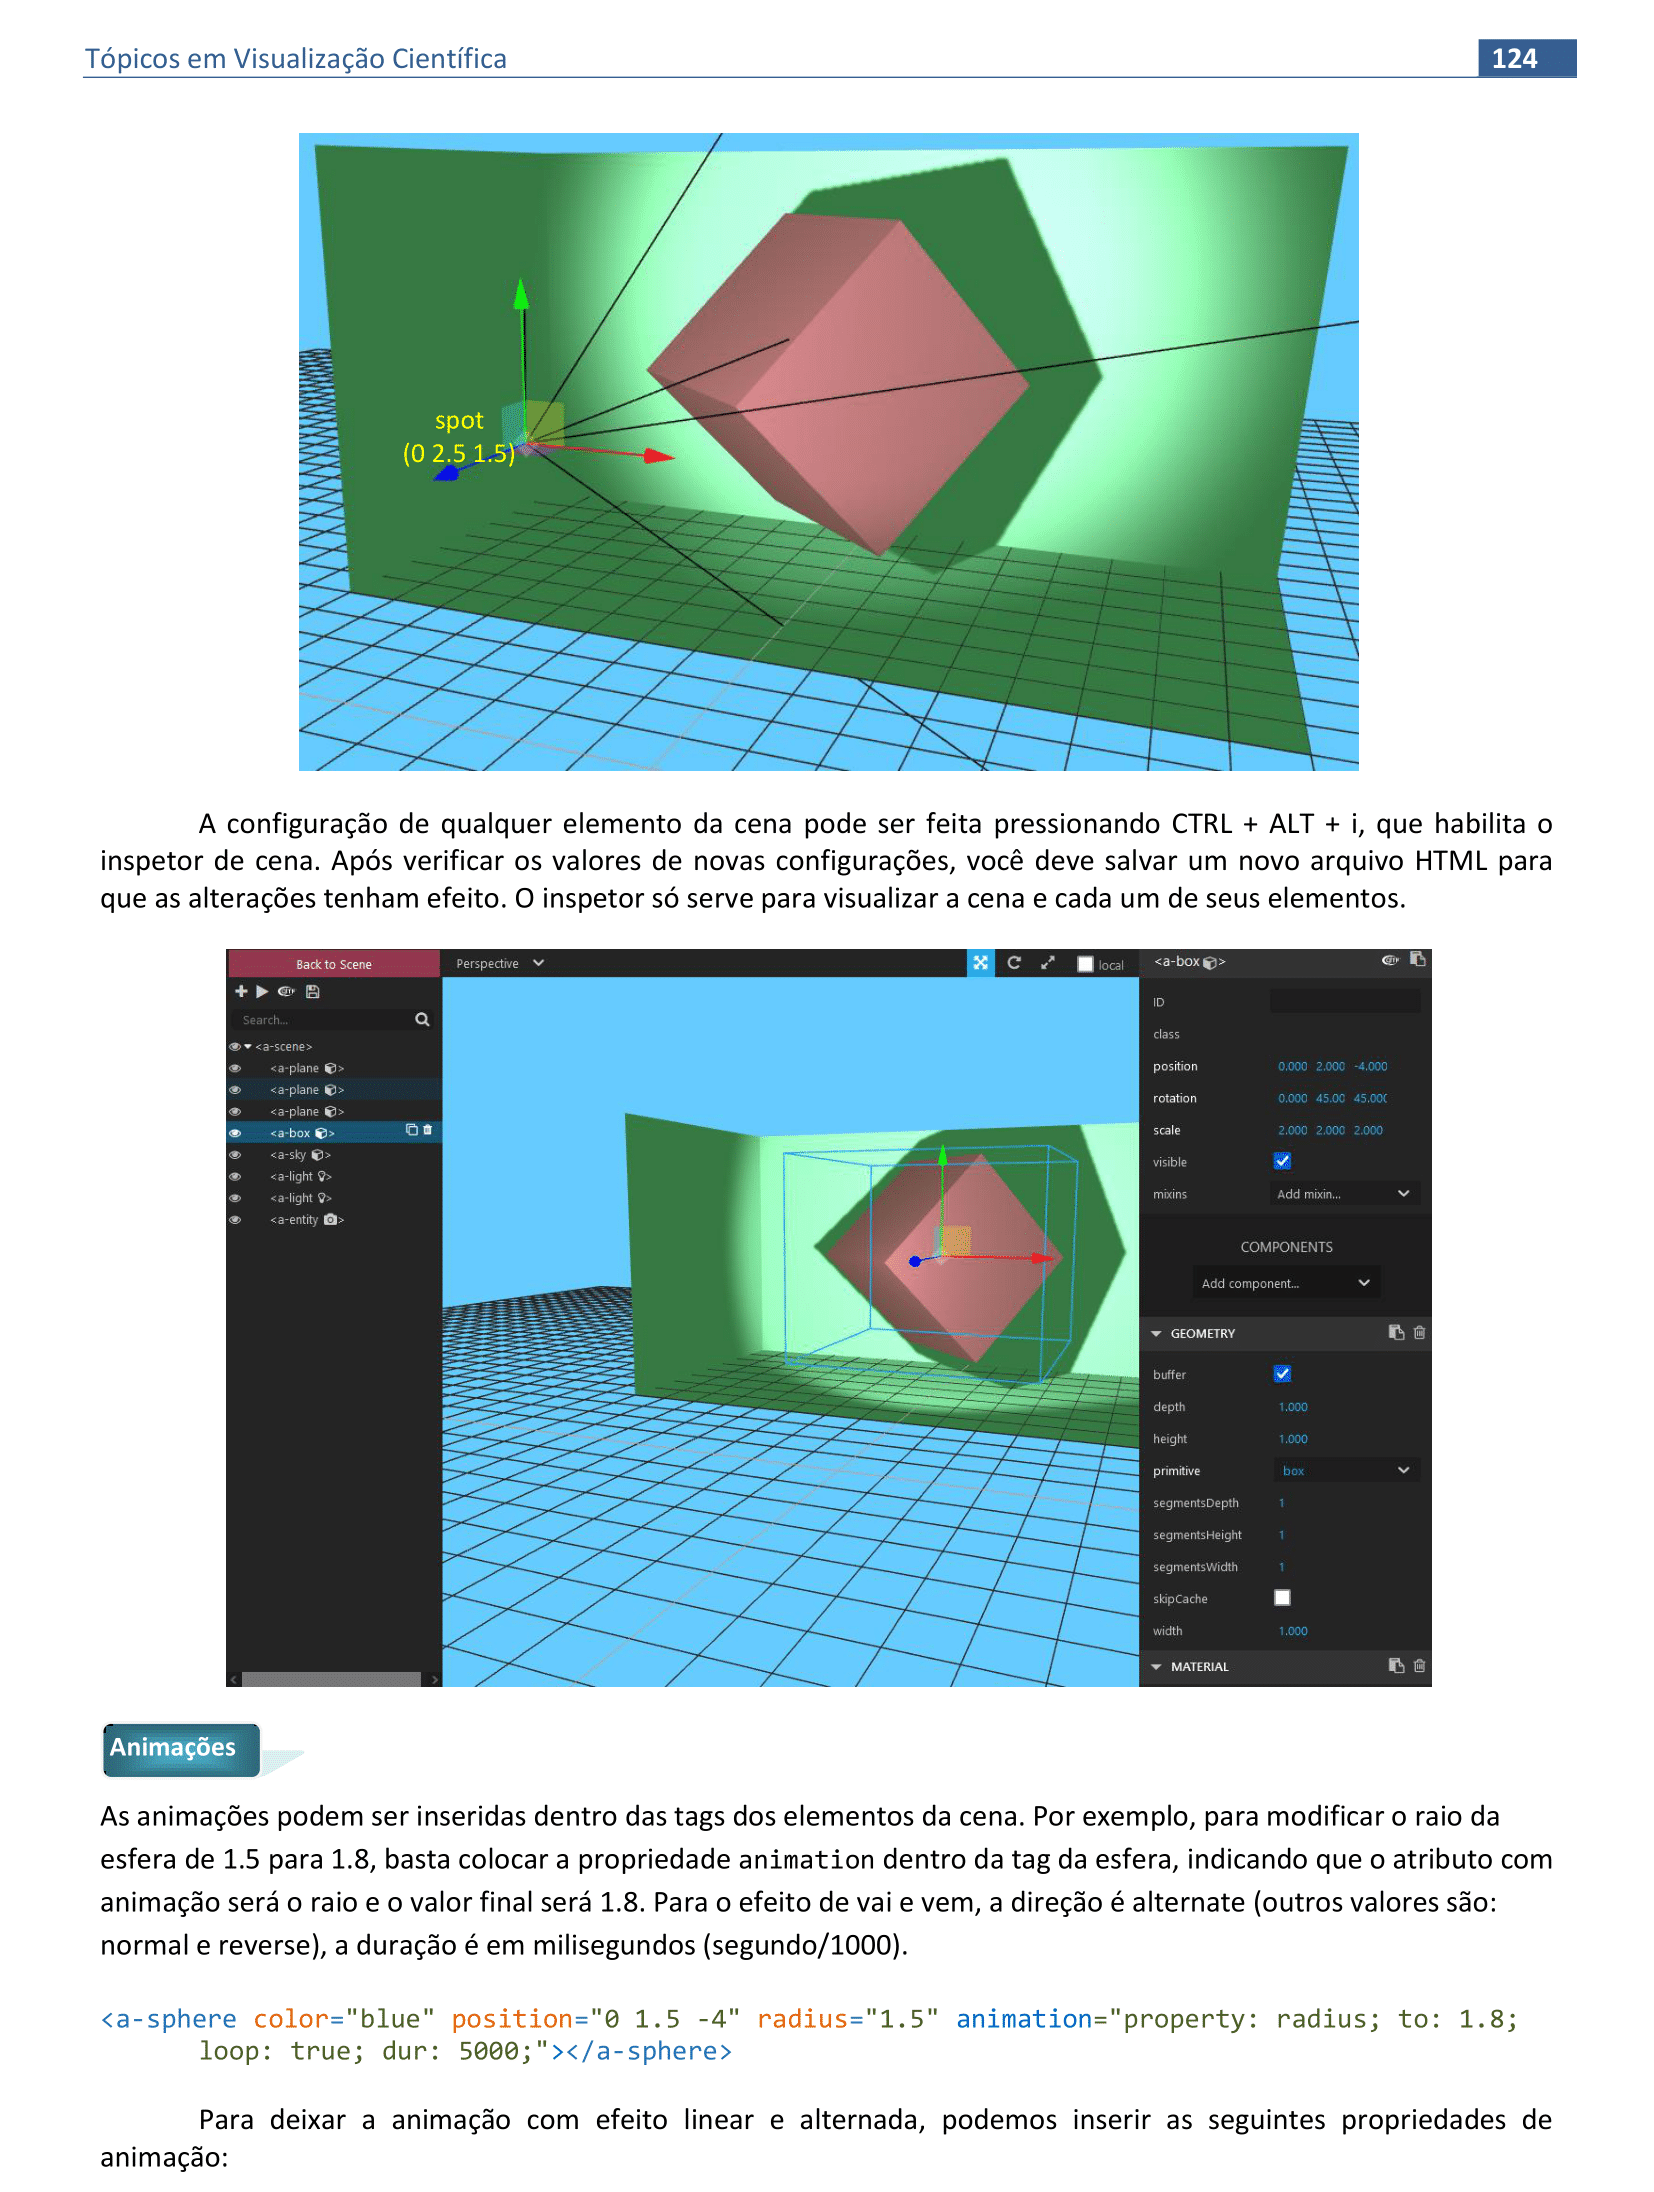 Tópicos em Visualização Científica 124
spot
(0 2.5 1.5)
A configuração de qualquer elemento da cena pode ser feita pressionando CTRL + ALT + i, que habilita o
inspetor de cena. Após verificar os valores de novas configurações, você deve salvar um novo arquivo HTML para
que as alterações tenham efeito. O inspetor só serve para visualizar a cena e cada um de seus elementos.
Back to Scene
Search...
<a-scene>
<a-plane >
<a-plane >
<a-plane >
<a-box >
<a-sky >
<a-light >
<a-light >
<a-entity >
Perspective
local
<a-box >
ID
class
position 0.000 2.000 -4.000
rotation 0.000 45.00 45.000
scale 2.000 2.000 2.000
visible
mixins Add mixin...
COMPONENTS
Add component...
GEOMETRY
buffer
depth 1.000
height 1.000
primitive box
segmentsDepth 1
segmentsHeight 1
segmentsWidth 1
skipCache
width 1.000
MATERIAL
Animações
As animações podem ser inseridas dentro das tags dos elementos da cena. Por exemplo, para modificar o raio da
esfera de 1.5 para 1.8, basta colocar a propriedade animation dentro da tag da esfera, indicando que o atributo com
animação será o raio e o valor final será 1.8. Para o efeito de vai e vem, a direção é alternate (outros valores são:
normal e reverse), a duração é em milisegundos (segundo/1000).
<a-sphere color="blue" position="0 1.5 -4" radius="1.5" animation="property: radius; to: 1.8;
loop: true; dur: 5000;"></a-sphere>
Para deixar a animação com efeito linear e alternada, podemos inserir as seguintes propriedades de
animação: